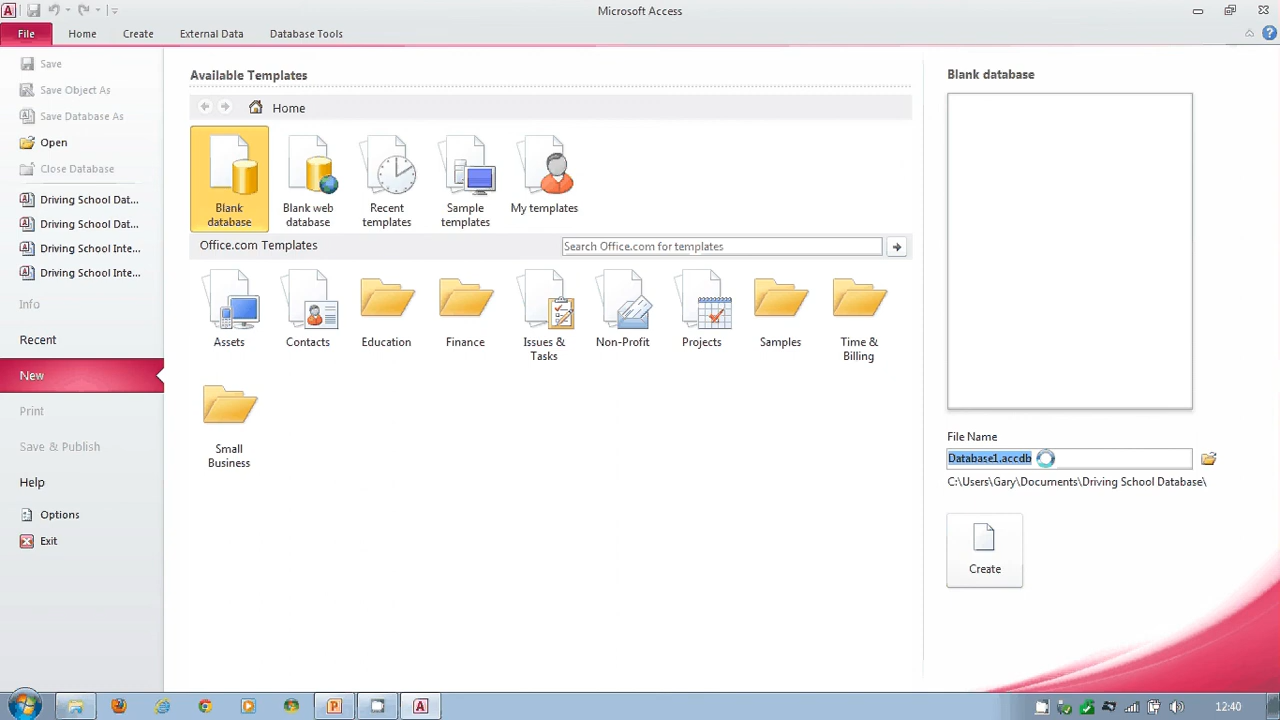 Microsoft Access
File Home Create External Data Database Tools
Save
Save Object As
Save Database As
Open
Close Database
Driving School Dat...
Driving School Dat...
Driving School Inte...
Driving School Inte...
Info
Recent
New
Print
Save & Publish
Help
Options
Exit
Available Templates
Home
Blank
database
Blank web
database
Recent
templates
Sample
templates
My templates
Office.com Templates
Search Office.com for templates
Assets
Contacts
Education
Finance
Issues &
Tasks
Non-Profit
Projects
Samples
Time &
Billing
Small
Business
Blank database
File Name
Database1.accdb
C:\Users\Gary\Documents\Driving School Database\
Create
12:40